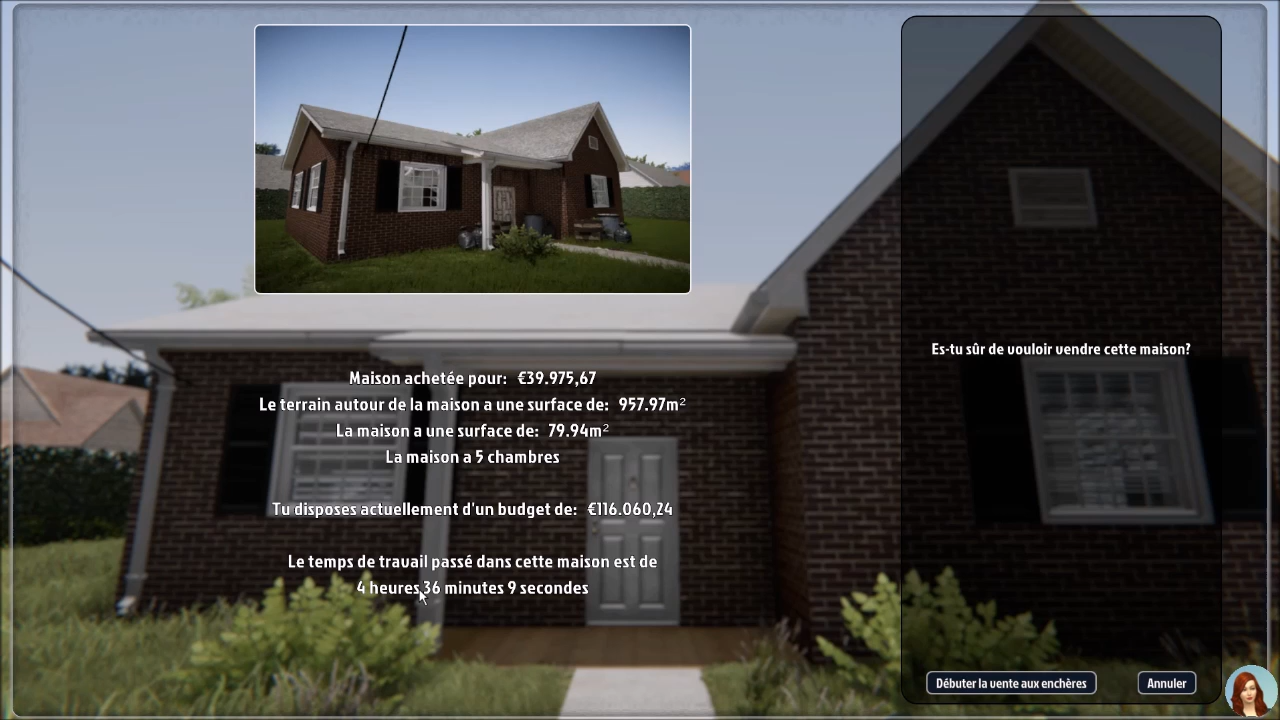 Maison achetée pour: €39.975,67
Le terrain autour de la maison a une surface de: 957.97m²
La maison a une surface de: 79.94m²
La maison a 5 chambres
Tu disposes actuellement d'un budget de: €116.060,24
Le temps de travail passé dans cette maison est de
4 heures 36 minutes 9 secondes
Es-tu sûr de vouloir vendre cette maison?
Débuter la vente aux enchères
Annuler